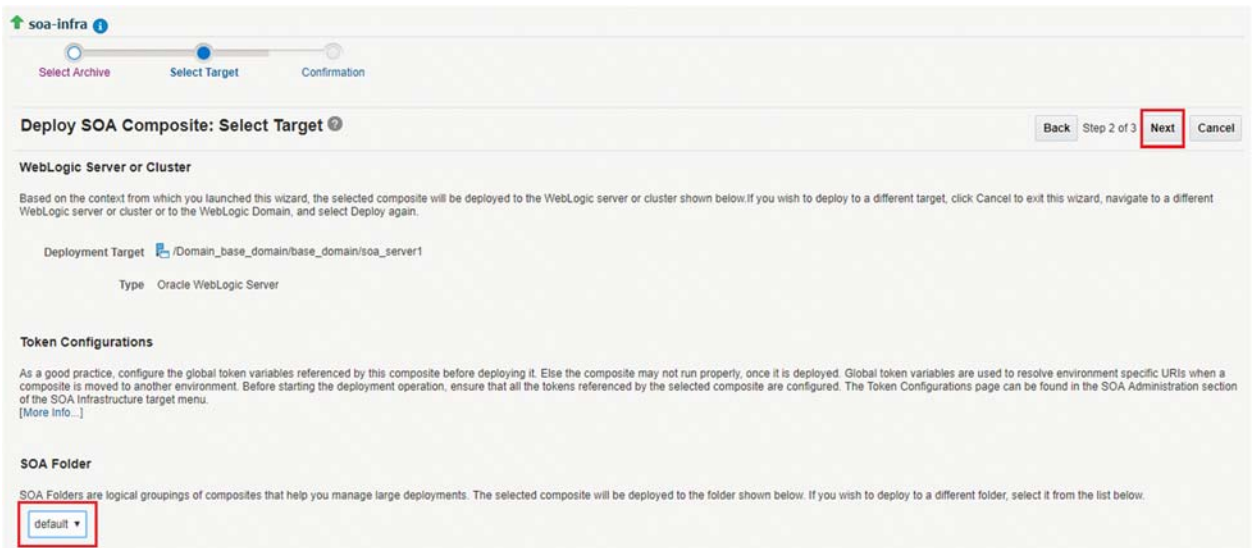 soa-infra
Select Archive Select Target Confirmation
Deploy SOA Composite: Select Target
Back Step 2 of 3 Next Cancel
WebLogic Server or Cluster
Based on the context from which you launched this wizard, the selected composite will be deployed to the WebLogic server or cluster shown below.If you wish to deploy to a different target, click Cancel to exit this wizard, navigate to a different
WebLogic server or cluster or to the WebLogic Domain, and select Deploy again.
Deployment Target /Domain_base_domain/base_domain/soa_server1
Type Oracle WebLogic Server
Token Configurations
As a good practice, configure the global token variables referenced by this composite before deploying it. Else the composite may not run properly, once it is deployed. Global token variables are used to resolve environment specific URIs when a
composite is moved to another environment. Before starting the deployment operation, ensure that all the tokens referenced by the selected composite are configured. The Token Configurations page can be found in the SOA Administration section
of the SOA Infrastructure target menu.
[More Info...]
SOA Folder
SOA Folders are logical groupings of composites that help you manage large deployments. The selected composite will be deployed to the folder shown below. If you wish to deploy to a different folder, select it from the list below.
default